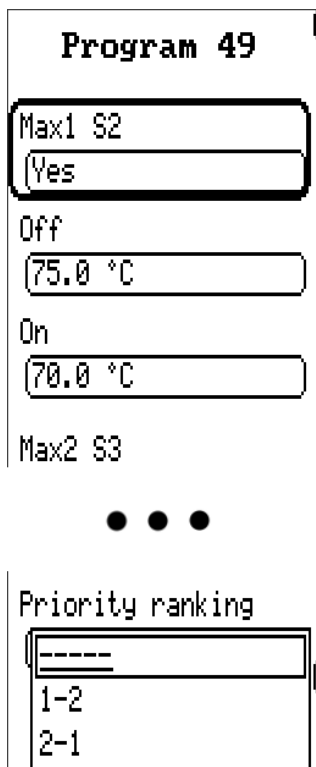 Program 49
Max1 S2
Yes
Off
75.0 °C
On
70.0 °C
Max2 S3
Priority ranking
-----
1-2
2-1